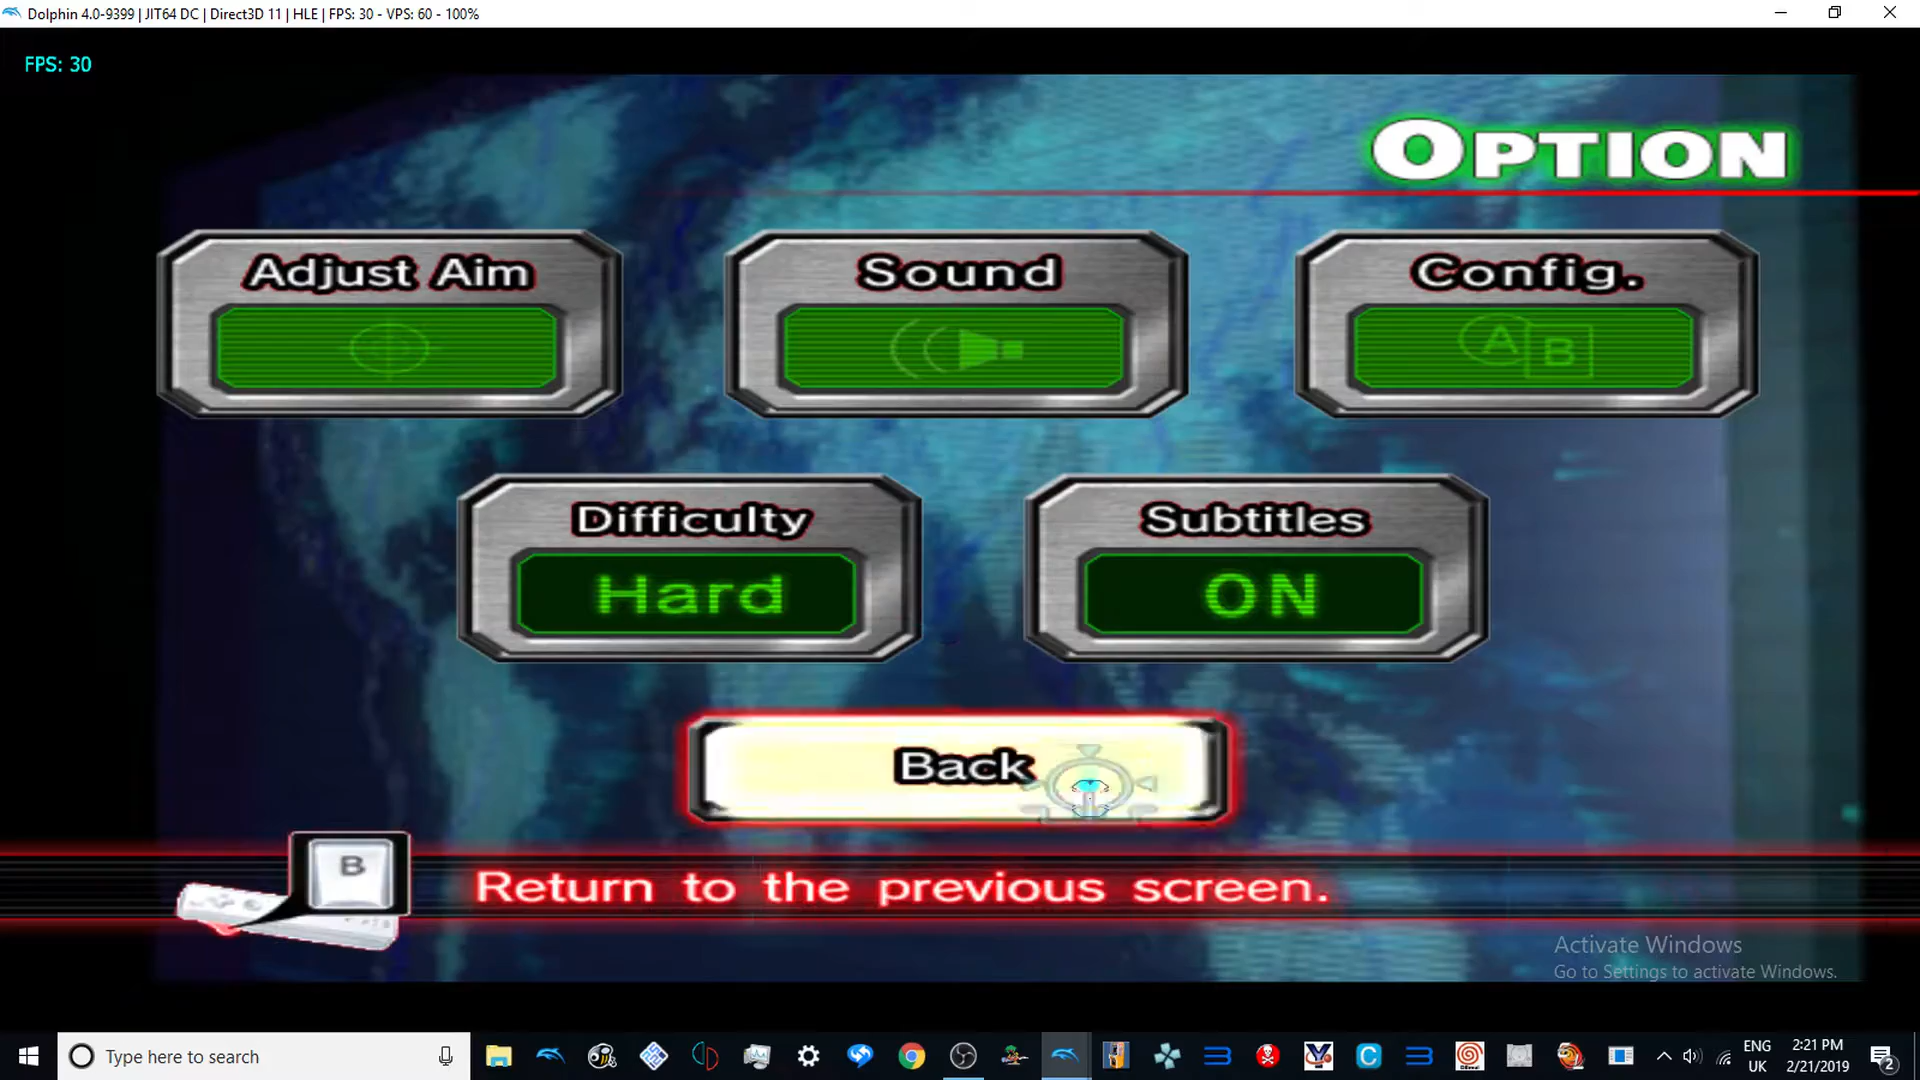 Dolphin 4.0-9399 | JIT64 DC | Direct3D 11 | HLE | FPS: 30 - VPS: 60 - 100%
FPS: 30
OPTION
Adjust Aim
Sound
Config.
A B
Difficulty
Hard
Subtitles
ON
Back
B
Return to the previous screen.
Activate Windows
Go to Settings to activate Windows.
Type here to search
ENG
UK
2:21 PM
2/21/2019
2